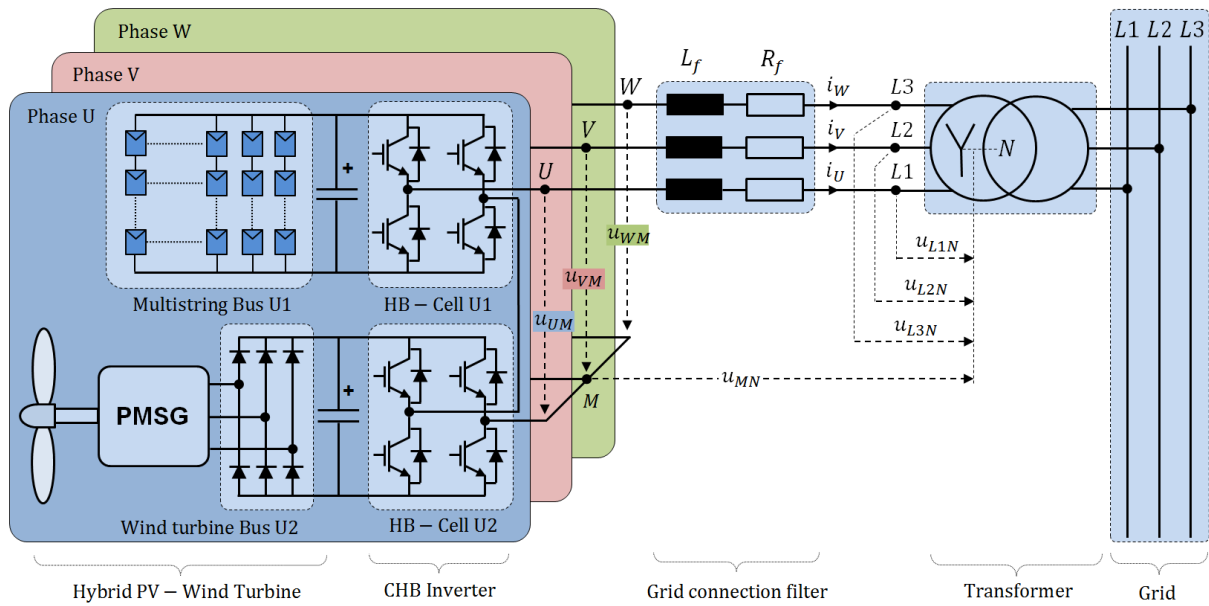 Phase W
Phase V
Phase U
Multistring Bus U1
+
HB − Cell U1
PMSG
Wind turbine Bus U2
+
HB − Cell U2
U
V
W
u_WM
u_VM
u_UM
M
u_MN
L_f
R_f
i_W
i_V
i_U
L3
L2
L1
N
u_L1N
u_L2N
u_L3N
L1 L2 L3
Hybrid PV − Wind Turbine
CHB Inverter
Grid connection filter
Transformer
Grid